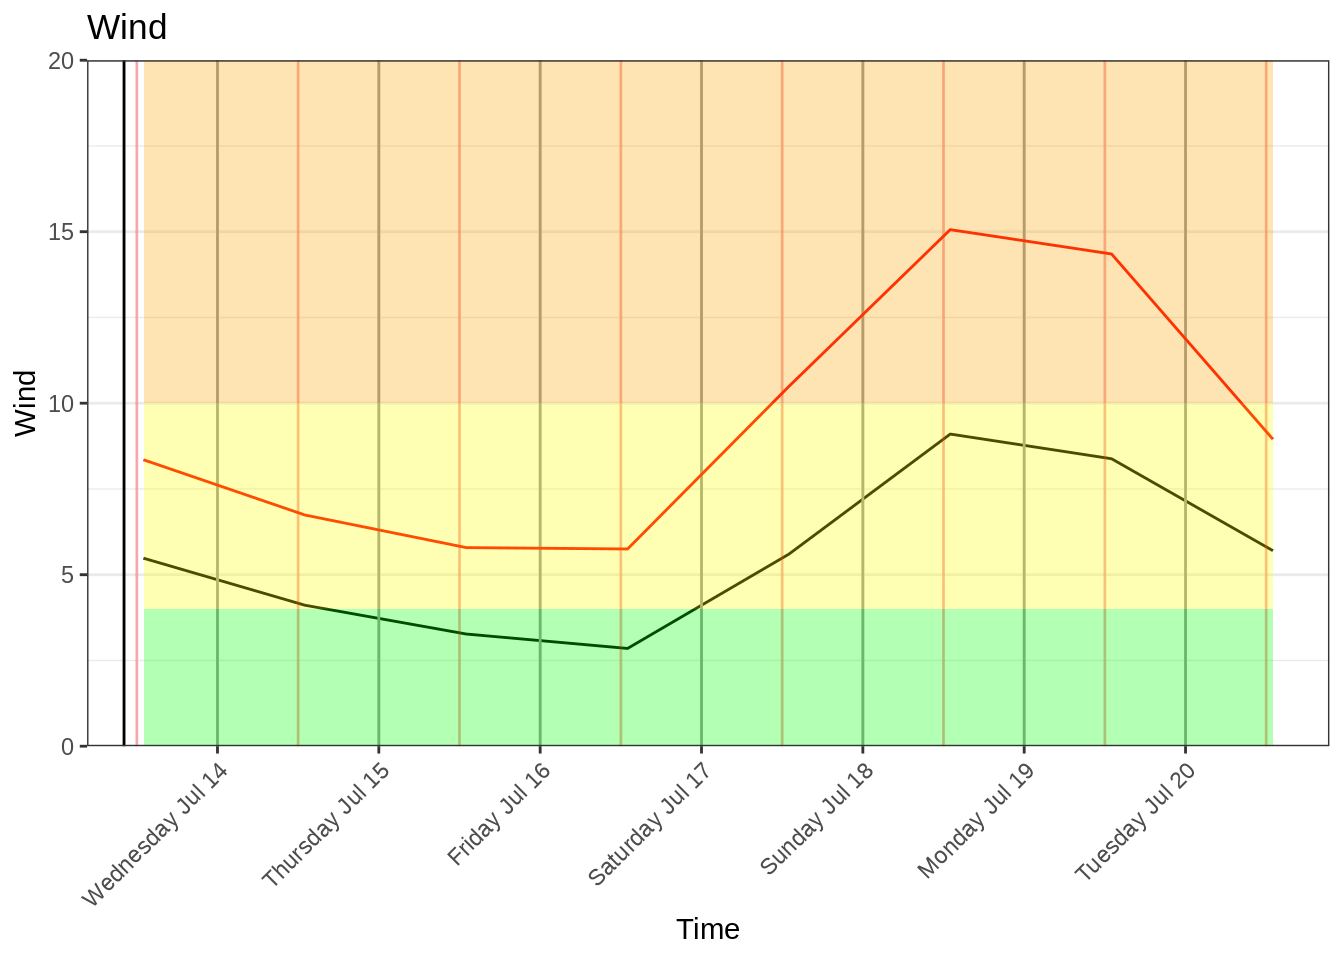 Wind
20
15
10
5
0
Wind
Wednesday Jul 14
Thursday Jul 15
Friday Jul 16
Saturday Jul 17
Sunday Jul 18
Monday Jul 19
Tuesday Jul 20
Time